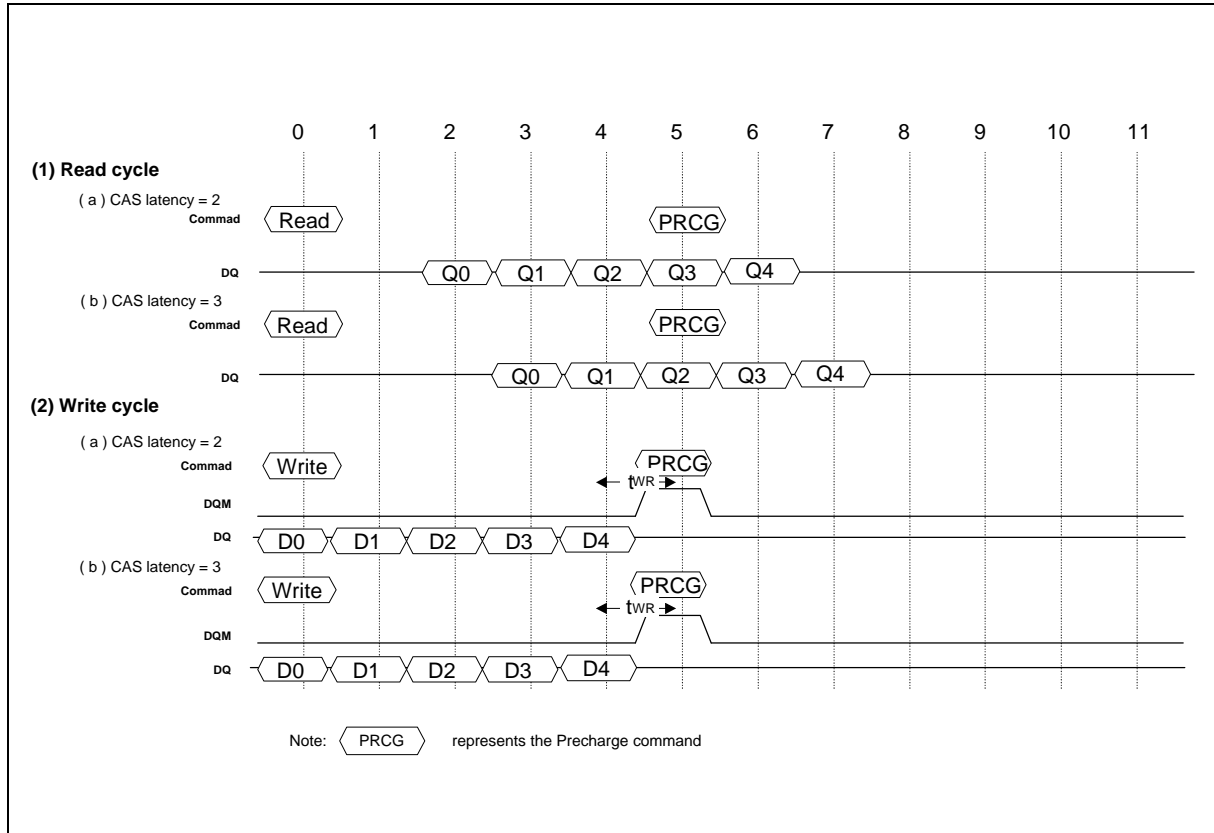 0 1 2 3 4 5 6 7 8 9 10 11
(1) Read cycle
( a ) CAS latency = 2
Commad Read PRCG
DQ Q0 Q1 Q2 Q3 Q4
( b ) CAS latency = 3
Commad Read PRCG
DQ Q0 Q1 Q2 Q3 Q4
(2) Write cycle
( a ) CAS latency = 2
Commad Write PRCG
tWR
DQM
DQ D0 D1 D2 D3 D4
( b ) CAS latency = 3
Commad Write PRCG
tWR
DQM
DQ D0 D1 D2 D3 D4
Note: PRCG represents the Precharge command